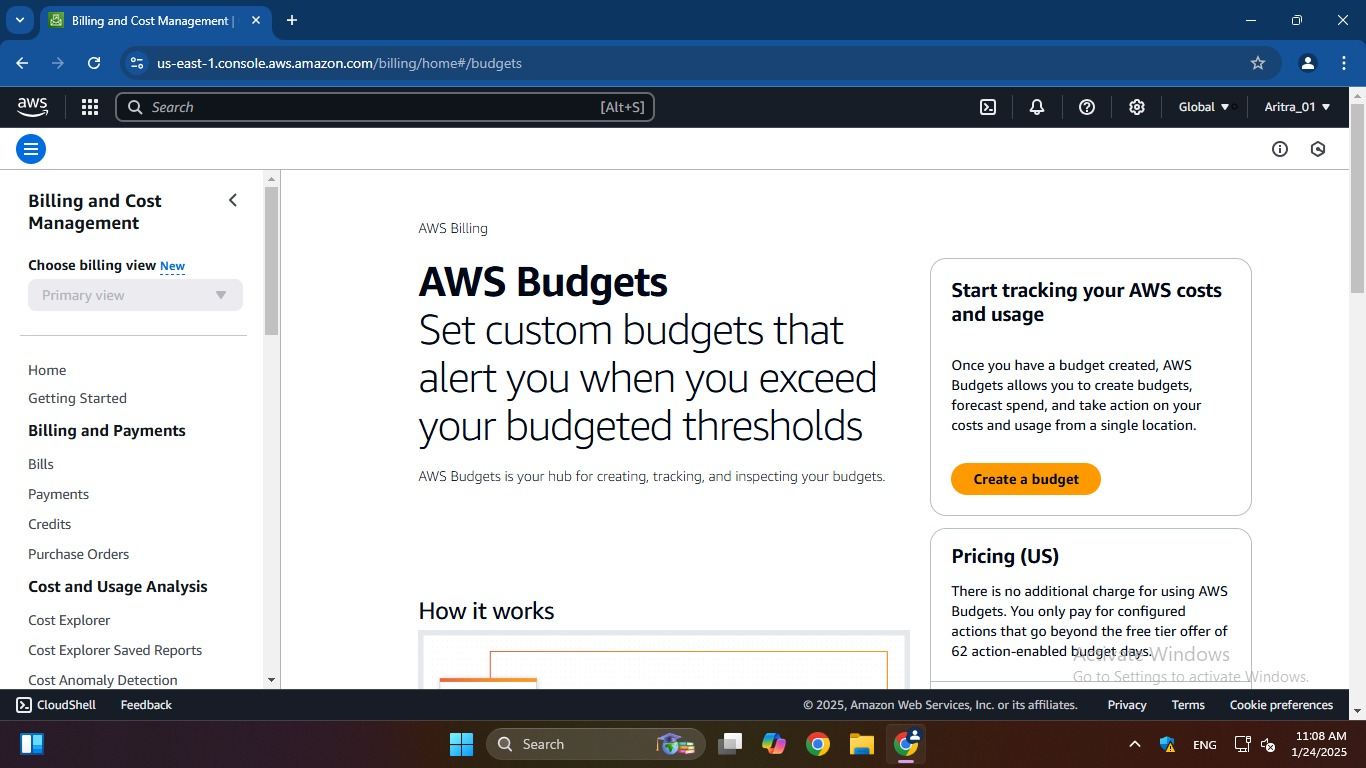 Billing and Cost Management |
us-east-1.console.aws.amazon.com/billing/home#/budgets
aws
Search [Alt+S]
Global
Aritra_01
Billing and Cost
Management
Choose billing view New
Primary view
Home
Getting Started
Billing and Payments
Bills
Payments
Credits
Purchase Orders
Cost and Usage Analysis
Cost Explorer
Cost Explorer Saved Reports
Cost Anomaly Detection
AWS Billing
AWS Budgets
Set custom budgets that
alert you when you exceed
your budgeted thresholds
AWS Budgets is your hub for creating, tracking, and inspecting your budgets.
How it works
Start tracking your AWS costs
and usage
Once you have a budget created, AWS
Budgets allows you to create budgets,
forecast spend, and take action on your
costs and usage from a single location.
Create a budget
Pricing (US)
There is no additional charge for using AWS
Budgets. You only pay for configured
actions that go beyond the free tier offer of
62 action-enabled budget days.
Activate Windows
Go to Settings to activate Windows.
CloudShell
Feedback
© 2025, Amazon Web Services, Inc. or its affiliates.
Privacy
Terms
Cookie preferences
Search
ENG
11:08 AM
1/24/2025